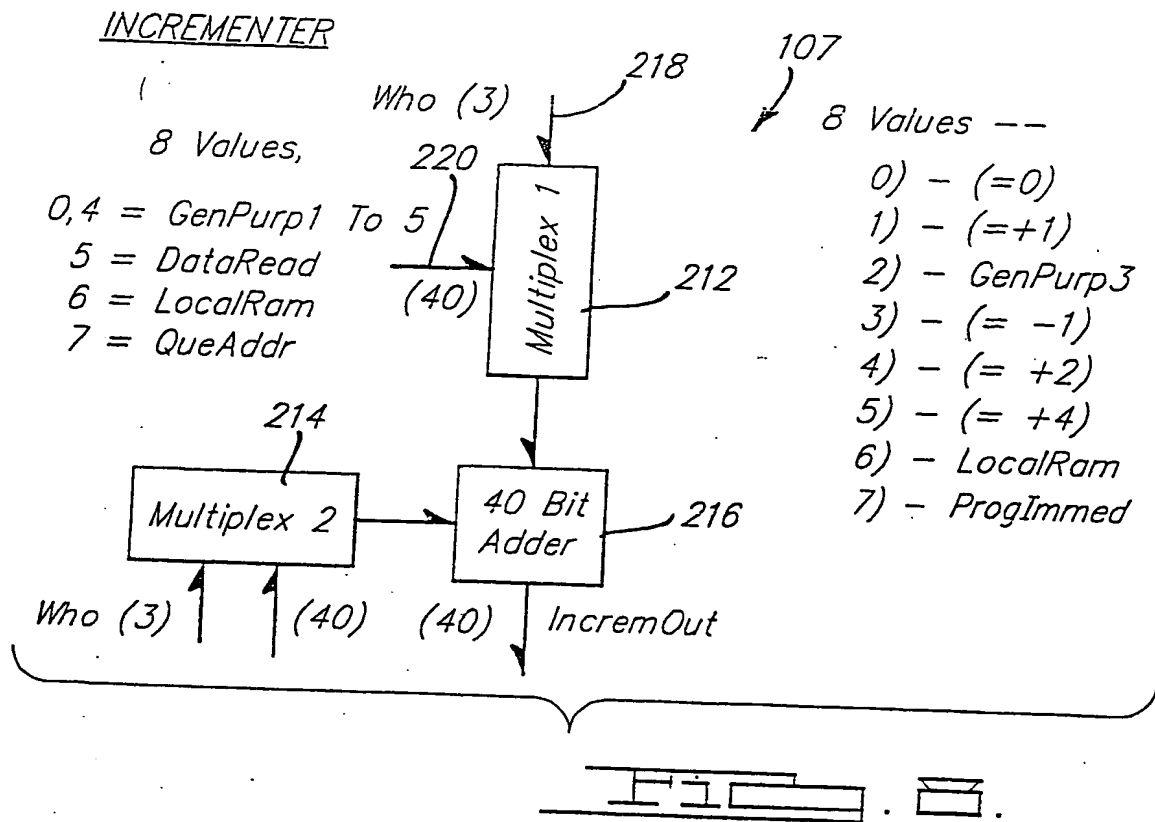 INCREMENTER
107
218
Who (3)
8 Values --
8 Values,
220
0) - (=0)
0,4 = GenPurp1 To 5
1) - (=+1)
5 = DataRead
(40)
Multiplex 1
212
2) - GenPurp3
6 = LocalRam
3) - (= -1)
7 = QueAddr
4) - (= +2)
214
5) - (= +4)
6) - LocalRam
Multiplex 2
40 Bit
Adder
216
7) - ProgImmed
Who (3)
(40)
(40)
IncremOut